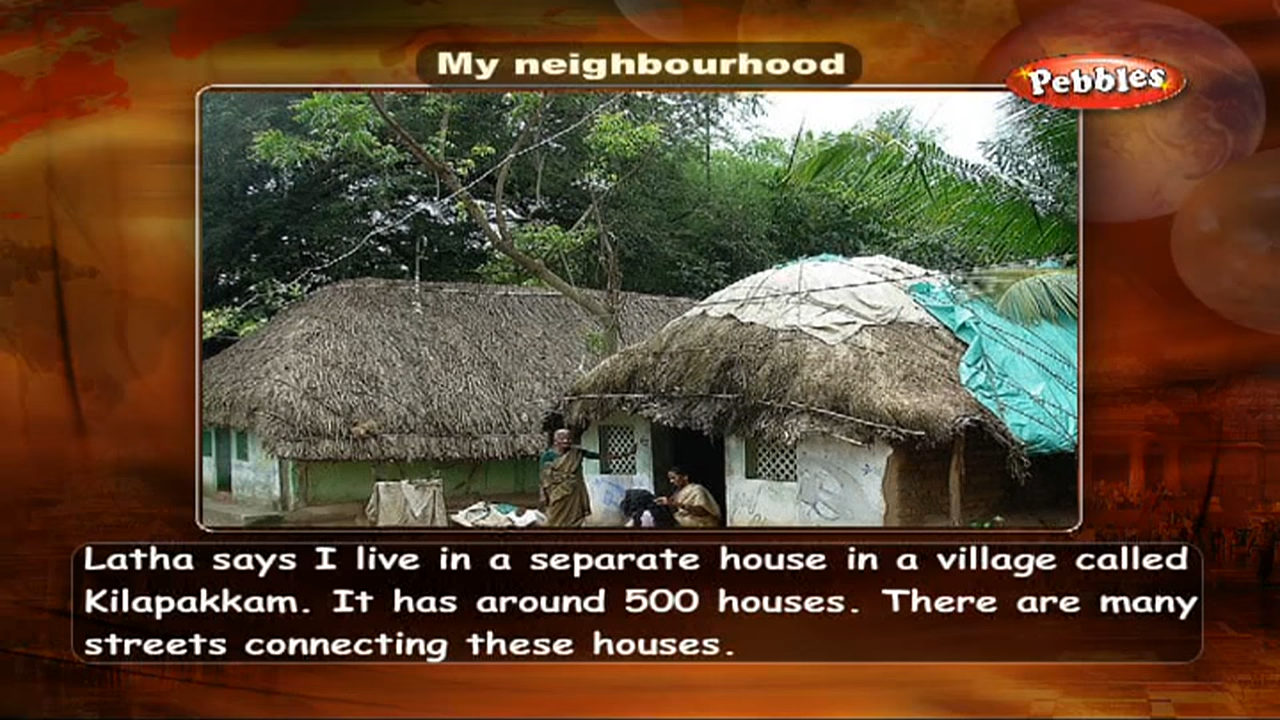 My neighbourhood
Pebbles
Latha says I live in a separate house in a village called
Kilapakkam. It has around 500 houses. There are many
streets connecting these houses.